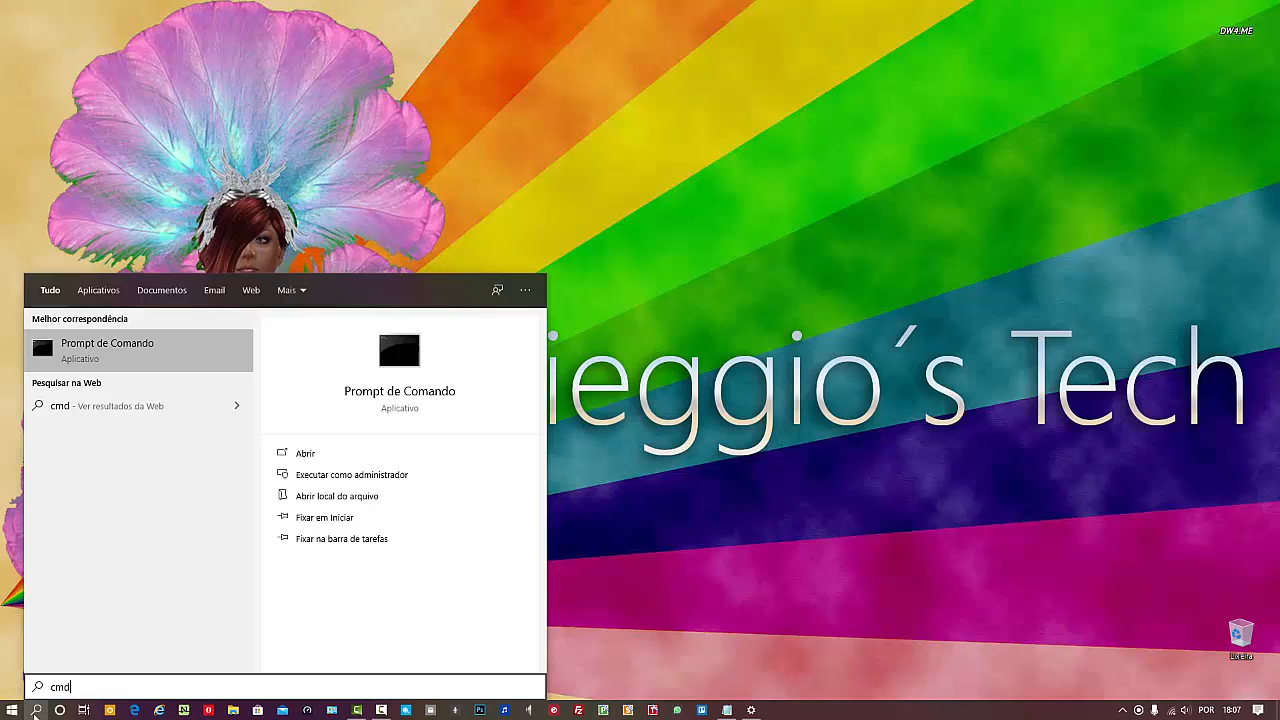 DW4.ME
Tudo Aplicativos Documentos Email Web Mais ...
Melhor correspondência
Prompt de Comando
Aplicativo
Pesquisar na Web
cmd - Ver resultados da Web
Prompt de Comando
Aplicativo
Abrir
Executar como administrador
Abrir local do arquivo
Fixar em Iniciar
Fixar na barra de tarefas
ieggio´s Tech
Lixeira
cmd
POR 18:07